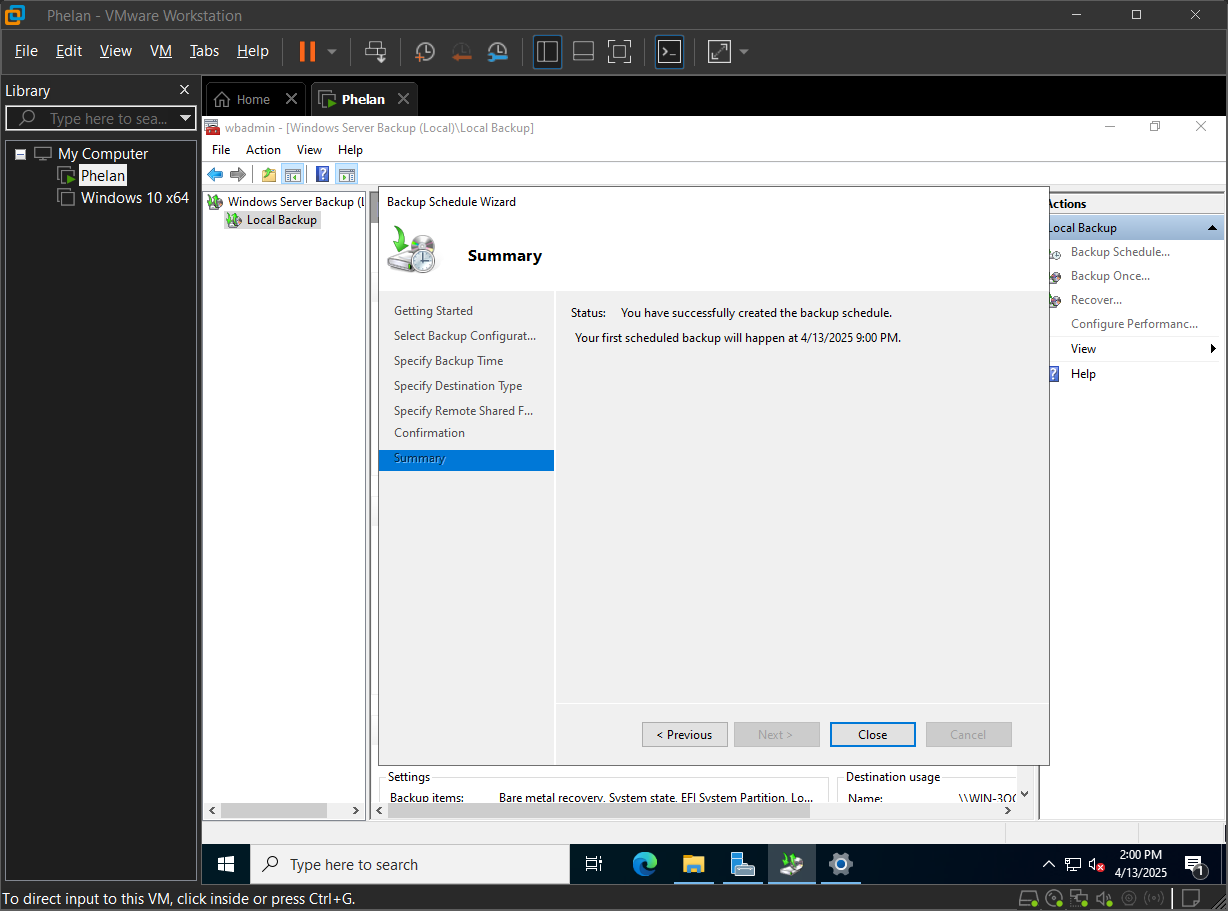 Phelan - VMware Workstation
File Edit View VM Tabs Help
Library
Type here to sea...
My Computer
Phelan
Windows 10 x64
Home
Phelan
wbadmin - [Windows Server Backup (Local)\Local Backup]
File Action View Help
Windows Server Backup (L
Local Backup
Backup Schedule Wizard
Summary
Getting Started
Select Backup Configurat...
Specify Backup Time
Specify Destination Type
Specify Remote Shared F...
Confirmation
Summary
Status: You have successfully created the backup schedule.
Your first scheduled backup will happen at 4/13/2025 9:00 PM.
< Previous
Next >
Close
Cancel
Actions
Local Backup
Backup Schedule...
Backup Once...
Recover...
Configure Performanc...
View
Help
Settings
Backup items: Bare metal recovery, System state, EFI System Partition, Lo...
Destination usage
Name:
Type here to search
2:00 PM
4/13/2025
1
To direct input to this VM, click inside or press Ctrl+G.